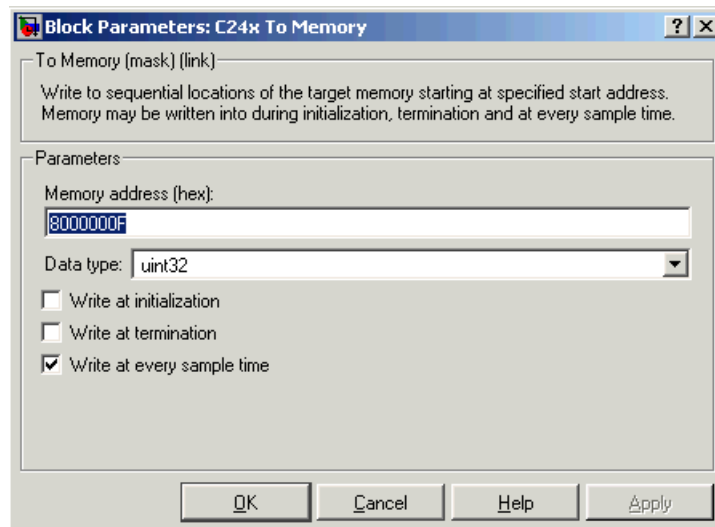 Block Parameters: C24x To Memory
To Memory (mask) (link)
Write to sequential locations of the target memory starting at specified start address.
Memory may be written into during initialization, termination and at every sample time.
Parameters
Memory address (hex):
8000000F
Data type: uint32
Write at initialization
Write at termination
Write at every sample time
OK Cancel Help Apply